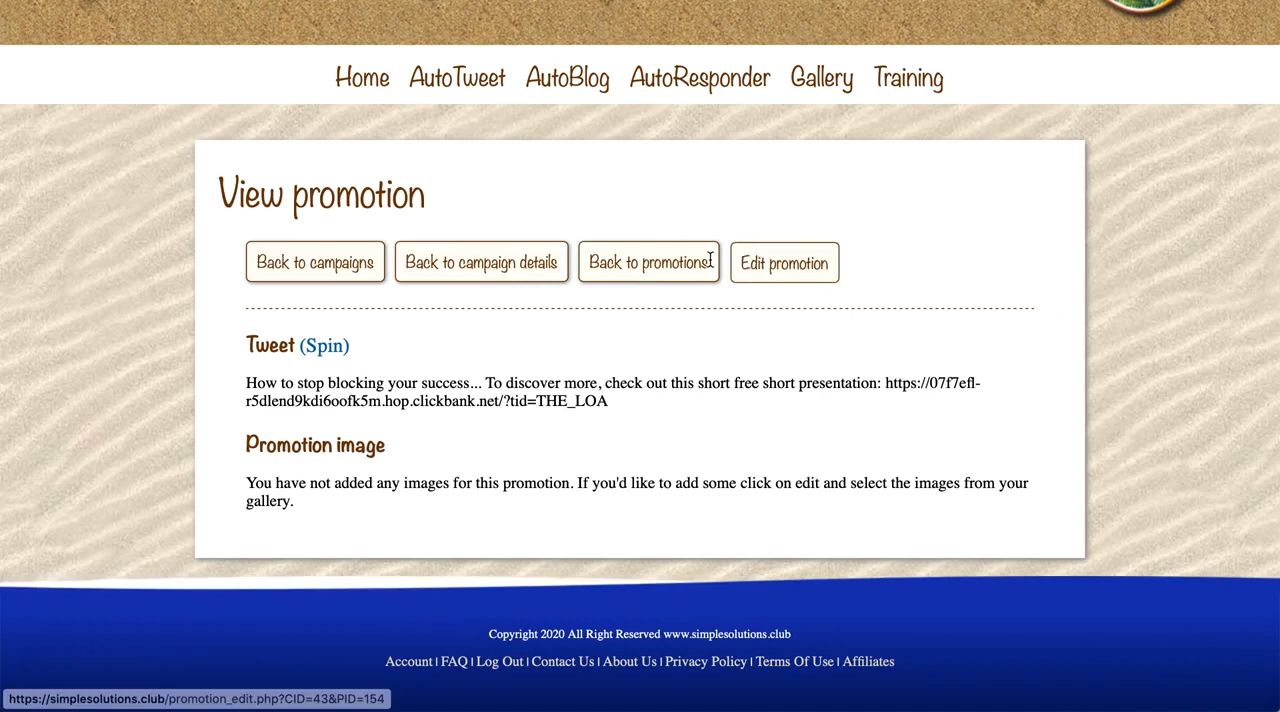 Home AutoTweet AutoBlog AutoResponder Gallery Training
View promotion
Back to campaigns Back to campaign details Back to promotions Edit promotion
Tweet (Spin)
How to stop blocking your success... To discover more, check out this short free short presentation: https://07f7efl-
r5dlend9kdi6oofk5m.hop.clickbank.net/?tid=THE_LOA
Promotion image
You have not added any images for this promotion. If you'd like to add some click on edit and select the images from your
gallery.
Copyright 2020 All Right Reserved www.simplesolutions.club
Account | FAQ | Log Out | Contact Us | About Us | Privacy Policy | Terms Of Use | Affiliates
https://simplesolutions.club/promotion_edit.php?CID=43&PID=154